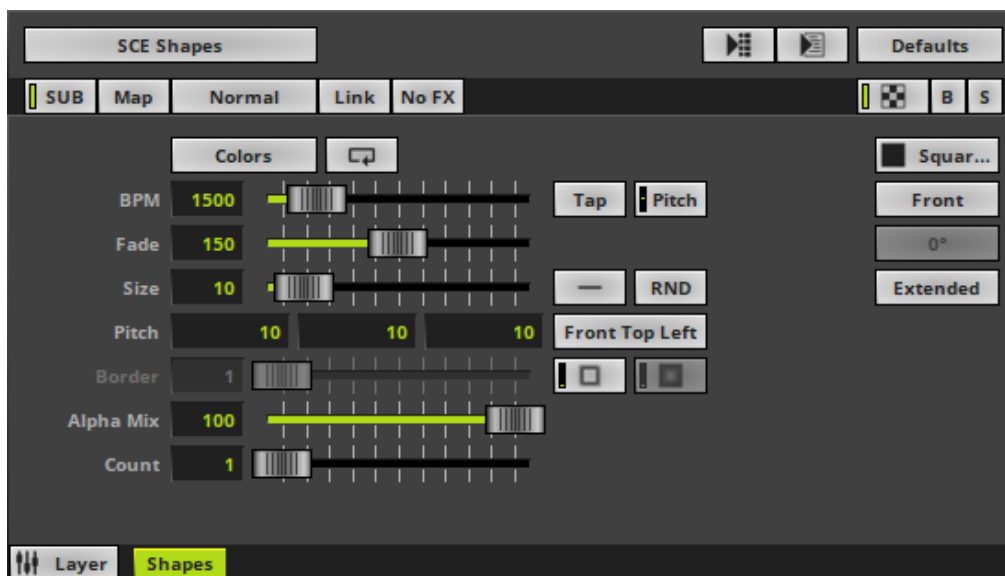 SCE Shapes Defaults
SUB Map Normal Link No FX B S
Colors Squar...
BPM 1500 Tap Pitch Front
Fade 150 0°
Size 10 RND Extended
Pitch 10 10 10 Front Top Left
Border 1
Alpha Mix 100
Count 1
Layer Shapes